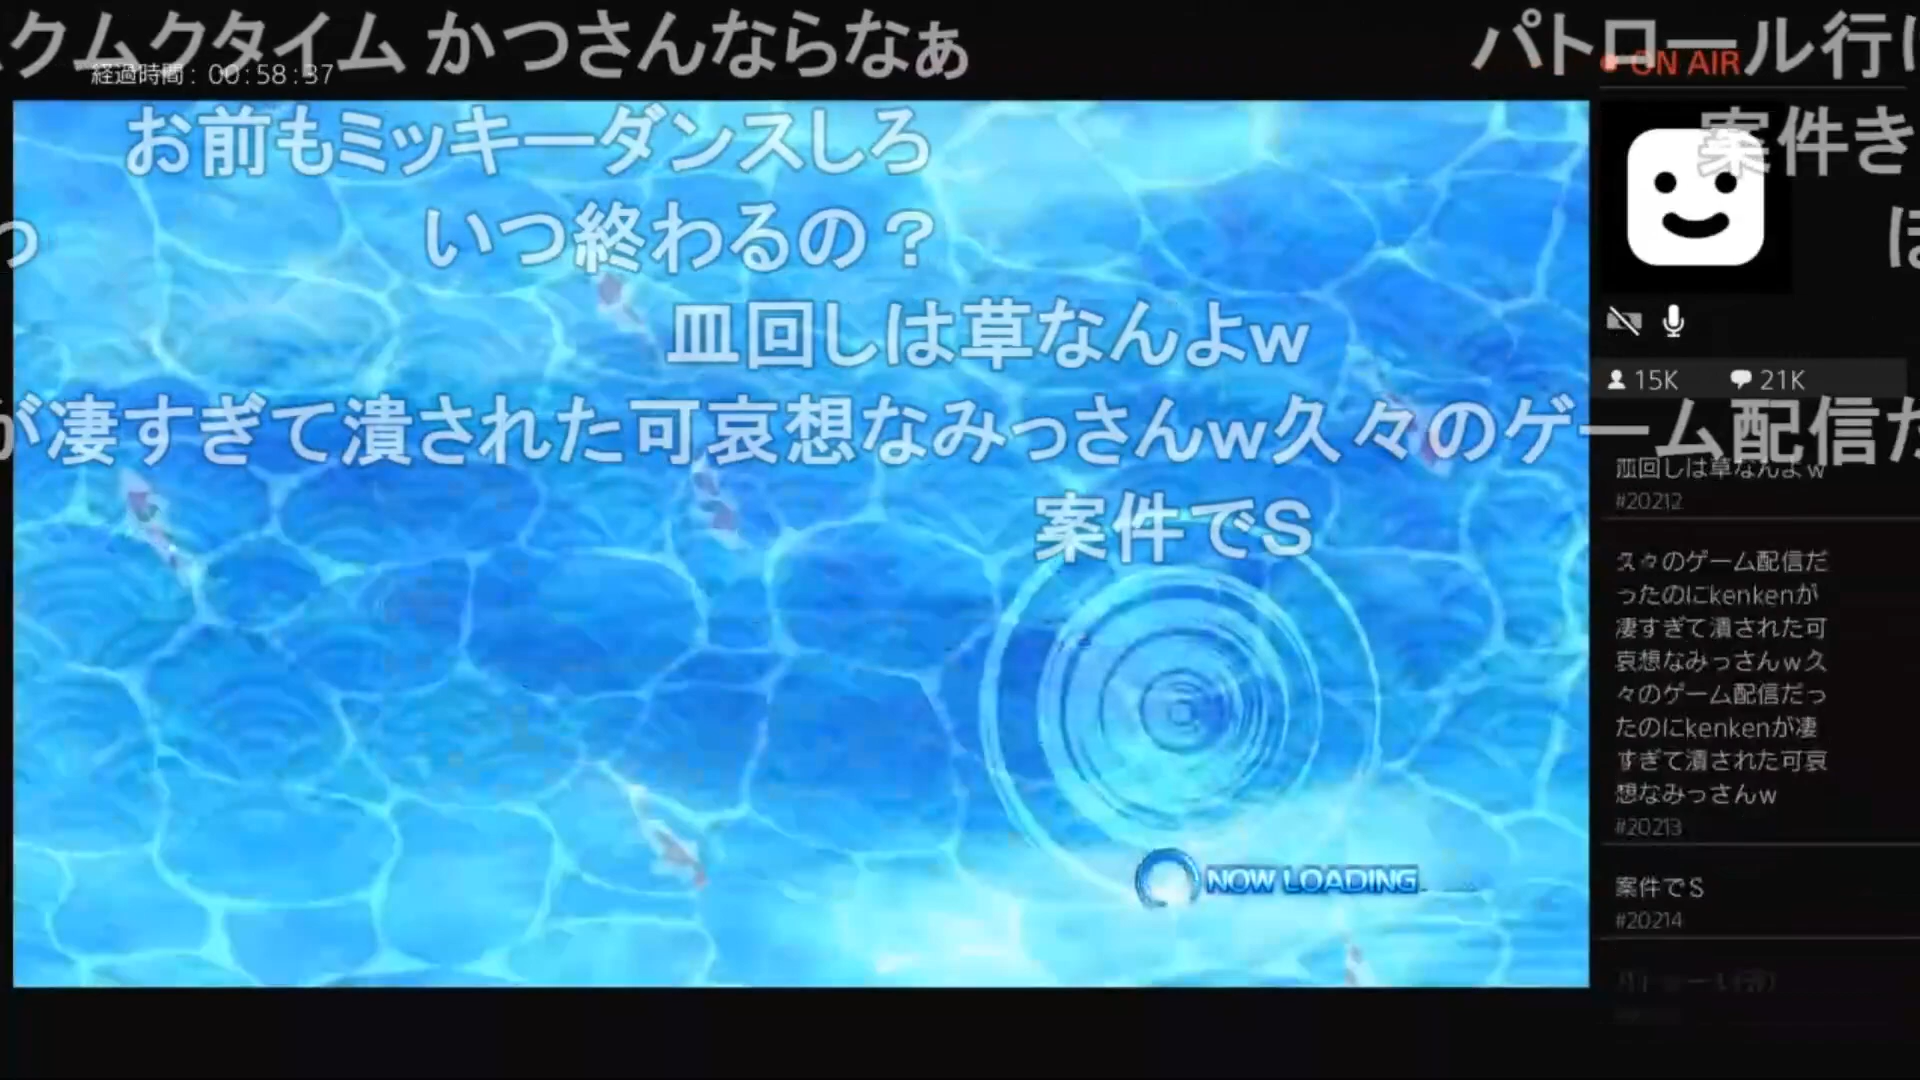 クムクタイム かつさんならなぁ
パトロール行
経過時間 : 00:58:37
ON AIR
お前もミッキーダンスしろ
案件き
っ
いつ終わるの？
皿回しは草なんよw
15K
21K
が凄すぎて潰された可哀想なみっさんw久々のゲーム配信だ
皿回しは草なんよw
#20212
案件でS
久々のゲーム配信だ
ったのにkenkenが
凄すぎて潰された可
哀想なみっさんw久
々のゲーム配信だっ
たのにkenkenが凄
すぎて潰された可哀
想なみっさんw
#20213
NOW LOADING
案件でS
#20214